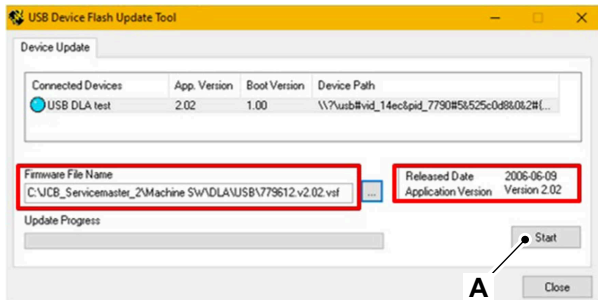 USB Device Flash Update Tool
Device Update
Connected Devices App. Version Boot Version Device Path
USB DLA test 2.02 1.00 \\?\usb#vid_14ec&pid_7790#5&525c0d8&0&2#{...
Firmware File Name
C:\JCB_Servicemaster_2\Machine SW\DLA\USB\779612.v2.02.vsf ...
Released Date 2006-06-09
Application Version Version 2.02
Update Progress
Start
A
Close